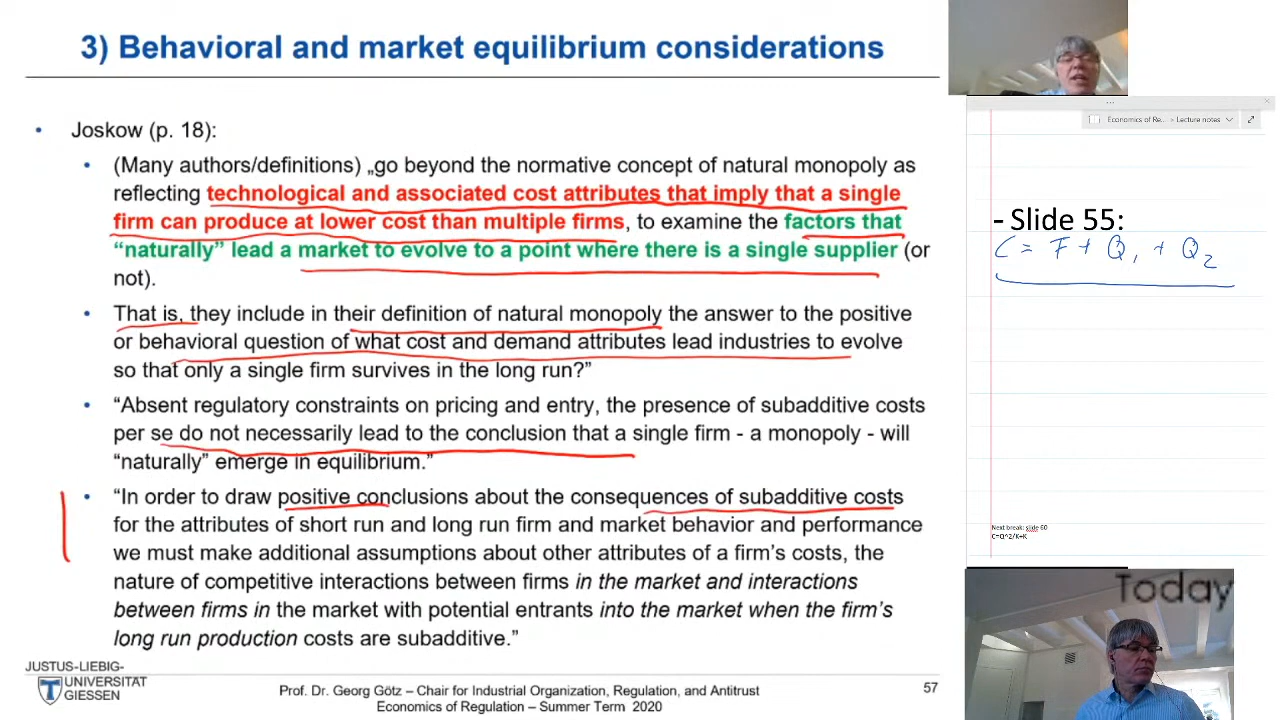 3) Behavioral and market equilibrium considerations
• Joskow (p. 18):
• (Many authors/definitions) „go beyond the normative concept of natural monopoly as
reflecting technological and associated cost attributes that imply that a single
firm can produce at lower cost than multiple firms, to examine the factors that
“naturally” lead a market to evolve to a point where there is a single supplier (or
not).
• That is, they include in their definition of natural monopoly the answer to the positive
or behavioral question of what cost and demand attributes lead industries to evolve
so that only a single firm survives in the long run?”
• “Absent regulatory constraints on pricing and entry, the presence of subadditive costs
per se do not necessarily lead to the conclusion that a single firm - a monopoly - will
“naturally” emerge in equilibrium.”
• “In order to draw positive conclusions about the consequences of subadditive costs
for the attributes of short run and long run firm and market behavior and performance
we must make additional assumptions about other attributes of a firm’s costs, the
nature of competitive interactions between firms in the market and interactions
between firms in the market with potential entrants into the market when the firm’s
long run production costs are subadditive.”
JUSTUS-LIEBIG-
UNIVERSITAT
GIESSEN
Prof. Dr. Georg Götz – Chair for Industrial Organization, Regulation, and Antitrust
Economics of Regulation – Summer Term 2020
57
Economics of Re... » Lecture notes
- Slide 55:
C = F + Q1 + Q2
Next break: slide 60
C=Q^2/K+K
Today